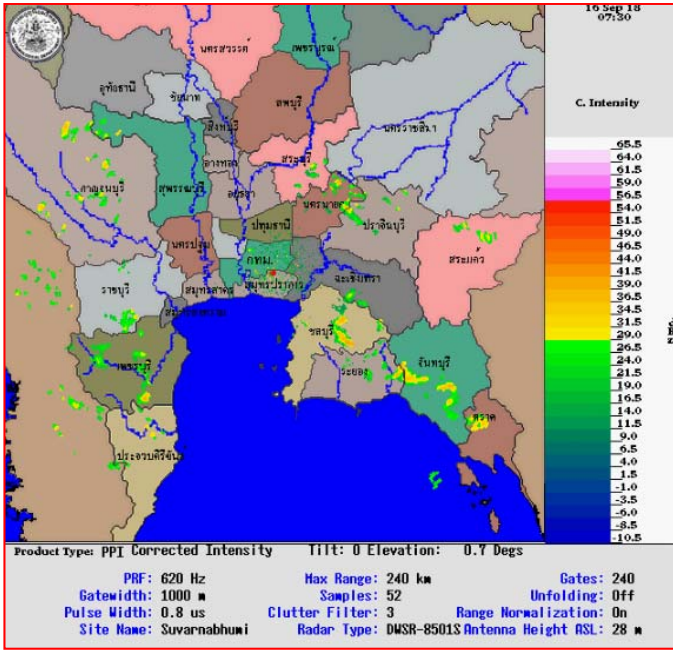 16 Sep 18
07:30
C. Intensity
นครสวรรค์
เพชรบูรณ์
อุทัยธานี
ชัยนาท
ลพบุรี
สิงห์บุรี
นครราชสีมา
อ่างทอง
สระบุรี
กาญจนบุรี
สุพรรณบุรี
อยุธยา
นครนายก
ปทุมธานี
ปราจีนบุรี
นครปฐม
สระแก้ว
กทม.
ราชบุรี
สมุทรสาคร
สมุทรปราการ
ฉะเชิงเทรา
สมุทรสงคราม
ชลบุรี
เพชรบุรี
ระยอง
จันทบุรี
ตราด
ประจวบคีรีขันธ์
65.5
64.0
61.5
59.0
56.5
54.0
51.5
49.0
46.5
44.0
41.5
39.0
36.5
34.0
31.5
29.0
26.5
24.0
21.5
19.0
16.5
14.0
11.5
9.0
6.5
4.0
1.5
-1.0
-3.5
-6.0
-8.5
-10.5
Product Type: PPI Corrected Intensity Tilt: 0 Elevation: 0.7 Degs
PRF: 620 Hz Max Range: 240 km Gates: 240
Gatewidth: 1000 m Samples: 52 Unfolding: Off
Pulse Width: 0.8 us Clutter Filter: 3 Range Normalization: On
Site Name: Suvarnabhumi Radar Type: DWSR-8501S Antenna Height ASL: 28 m